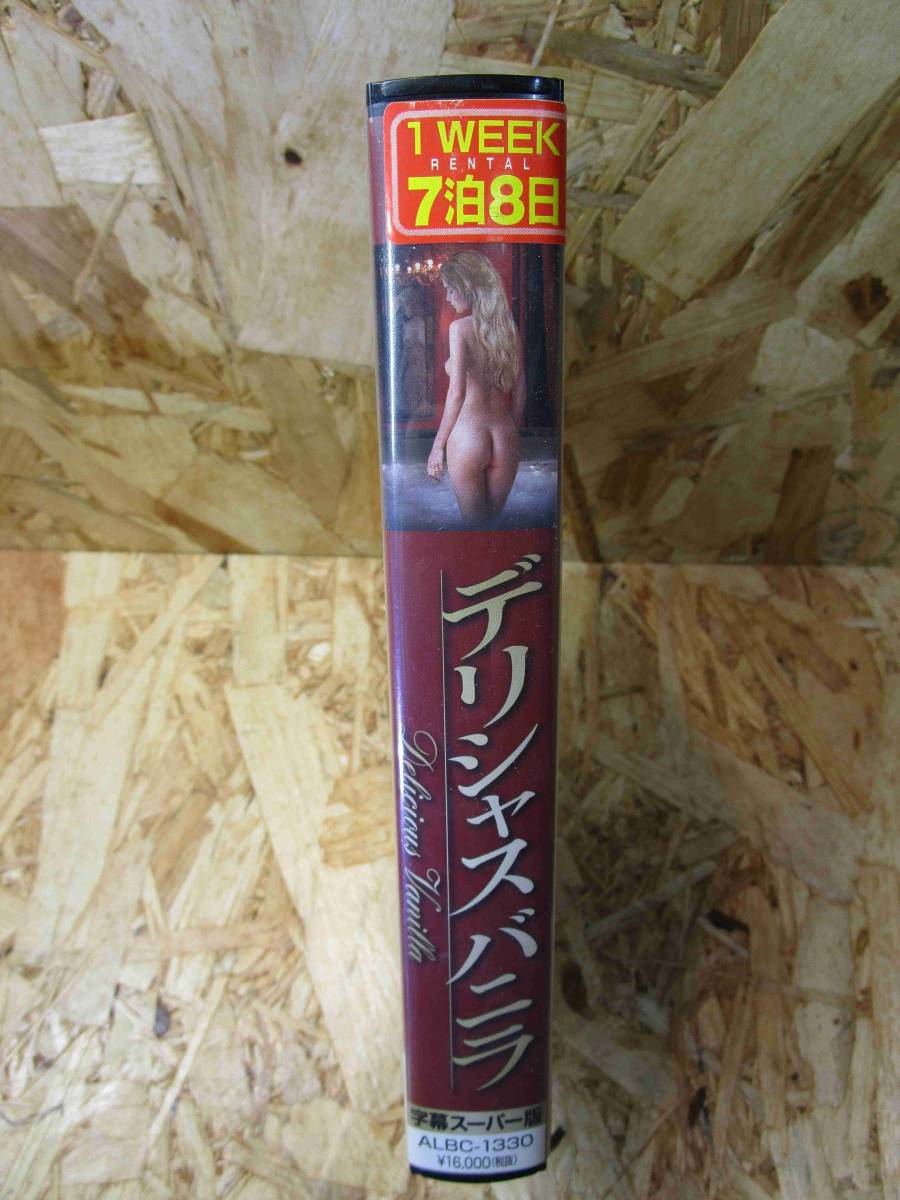 1 WEEK
RENTAL
7泊8日
デリシャスバニラ
Delicious Vanilla
字幕スーパー版
ALBC-1330
¥16,000(税抜)